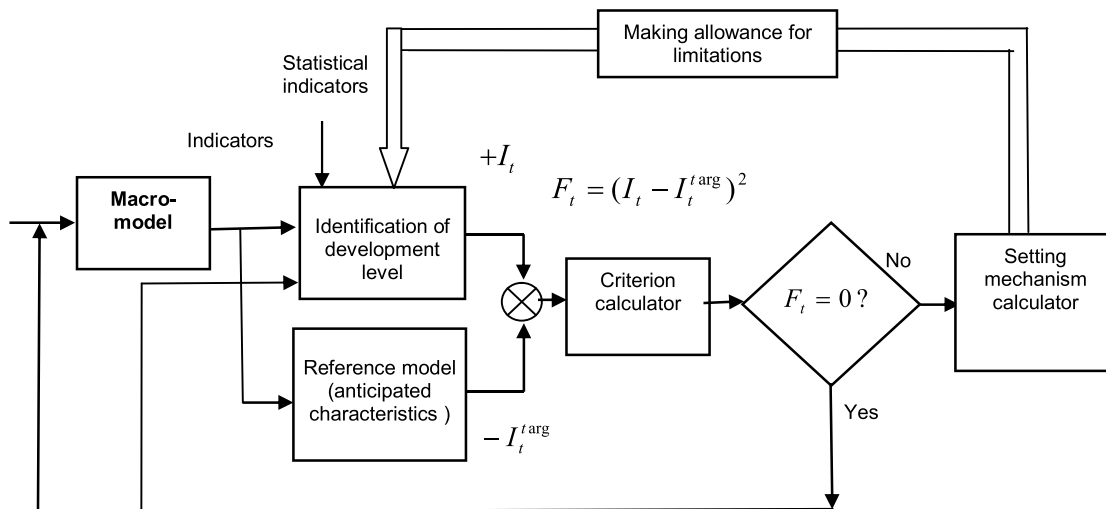 Making allowance for
limitations
Statistical
indicators
Indicators
+I_t
F_t = (I_t − I_t^{targ})^2
Macro-
model
Identification of
development
level
No
Setting
mechanism
calculator
Criterion
calculator
F_t = 0 ?
Reference model
(anticipated
characteristics )
Yes
− I_t^{targ}